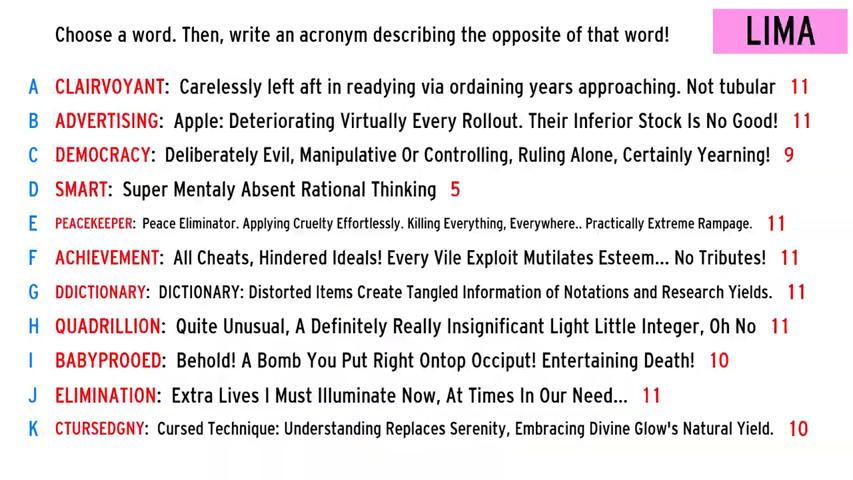 Choose a word. Then, write an acronym describing the opposite of that word! LIMA
A CLAIRVOYANT: Carelessly left aft in readying via ordaining years approaching. Not tubular 11
B ADVERTISING: Apple: Deteriorating Virtually Every Rollout. Their Inferior Stock Is No Good! 11
C DEMOCRACY: Deliberately Evil, Manipulative Or Controlling, Ruling Alone, Certainly Yearning! 9
D SMART: Super Mentaly Absent Rational Thinking 5
E PEACEKEEPER: Peace Eliminator. Applying Cruelty Effortlessly. Killing Everything, Everywhere.. Practically Extreme Rampage. 11
F ACHIEVEMENT: All Cheats, Hindered Ideals! Every Vile Exploit Mutilates Esteem... No Tributes! 11
G DDICTIONARY: DICTIONARY: Distorted Items Create Tangled Information of Notations and Research Yields. 11
H QUADRILLION: Quite Unusual, A Definitely Really Insignificant Light Little Integer, Oh No 11
I BABYPROOED: Behold! A Bomb You Put Right Ontop Occiput! Entertaining Death! 10
J ELIMINATION: Extra Lives I Must Illuminate Now, At Times In Our Need... 11
K CTURSEDGNY: Cursed Technique: Understanding Replaces Serenity, Embracing Divine Glow's Natural Yield. 10